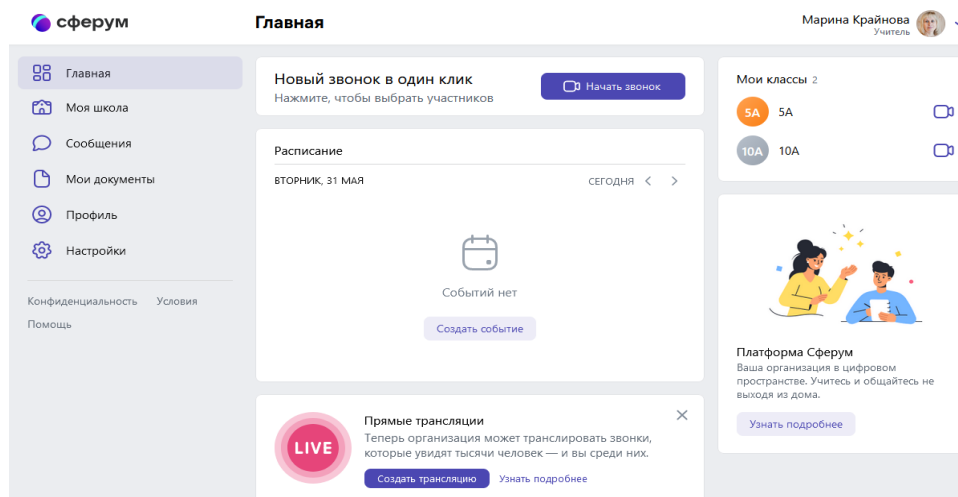 сферум
Главная
Марина Крайнова
Учитель
Главная
Моя школа
Сообщения
Мои документы
Профиль
Настройки
Конфиденциальность Условия
Помощь
Новый звонок в один клик
Нажмите, чтобы выбрать участников
Начать звонок
Расписание
ВТОРНИК, 31 МАЯ
СЕГОДНЯ
Событий нет
Создать событие
LIVE
Прямые трансляции
Теперь организация может транслировать звонки,
которые увидят тысячи человек — и вы среди них.
Создать трансляцию Узнать подробнее
Мои классы 2
5А 5А
10А 10А
Платформа Сферум
Ваша организация в цифровом
пространстве. Учитесь и общайтесь не
выходя из дома.
Узнать подробнее